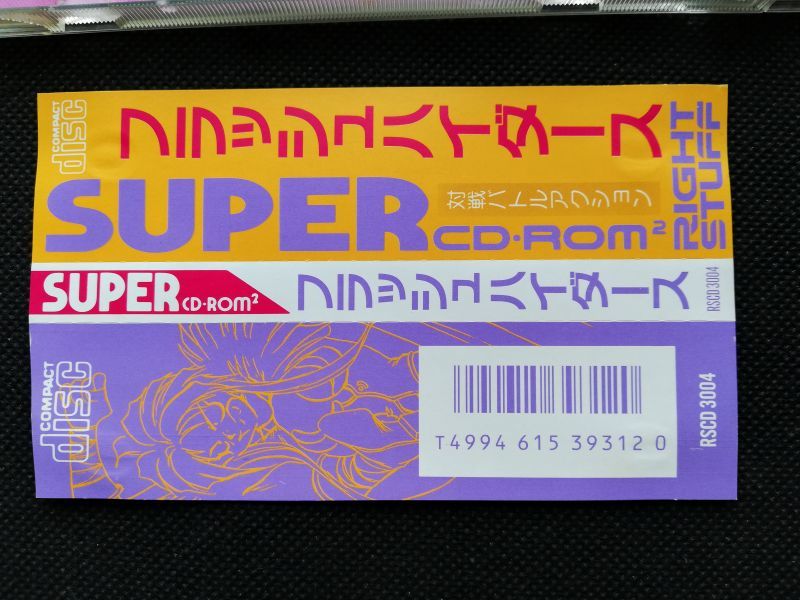 COMPACT
disc
フラッシュハイダース
SUPER
CD-ROM²
対戦バトルアクション
RIGHT
STUFF
SUPER CD-ROM²
フラッシュハイダース
RSCD3004
COMPACT
disc
T4994 615 39312 0
RSCD 3004